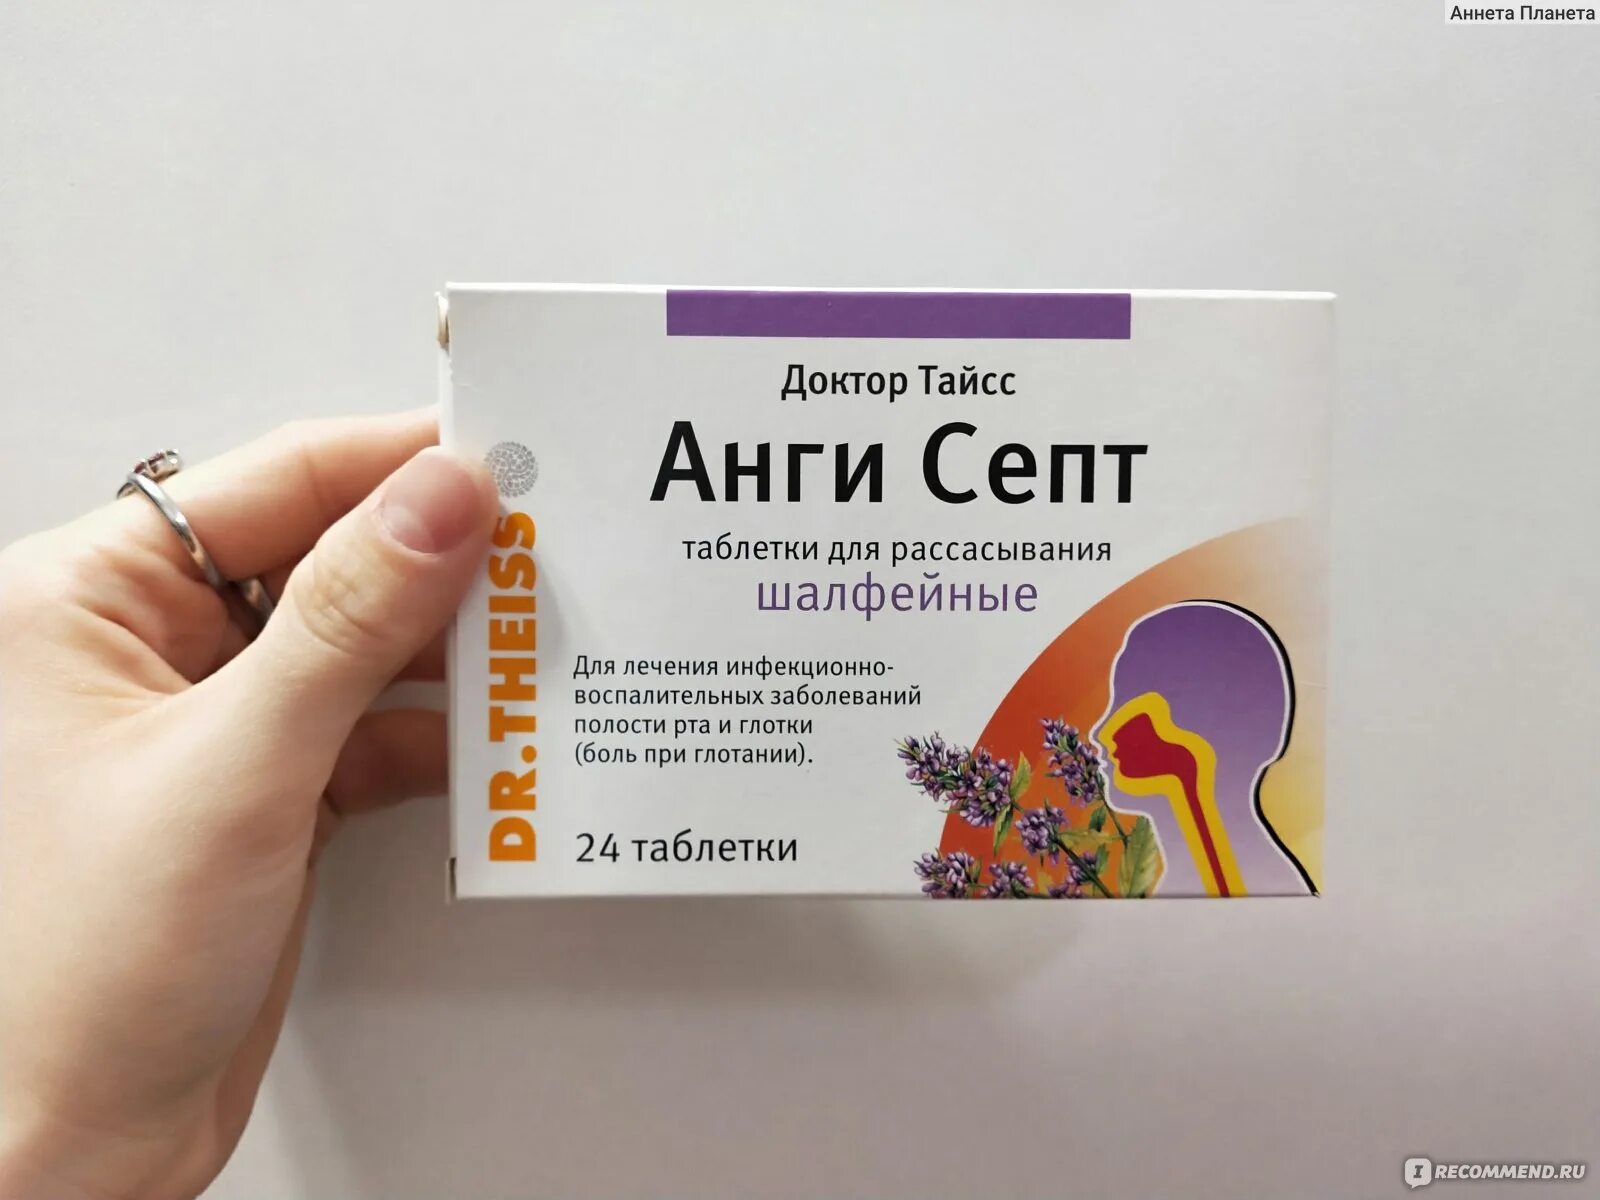 Аннета Планета
Доктор Тайсс
Анги Септ
таблетки для рассасывания
шалфейные
DR.THEISS
Для лечения инфекционно-
воспалительных заболеваний
полости рта и глотки
(боль при глотании).
24 таблетки
IRECOMMEND.RU